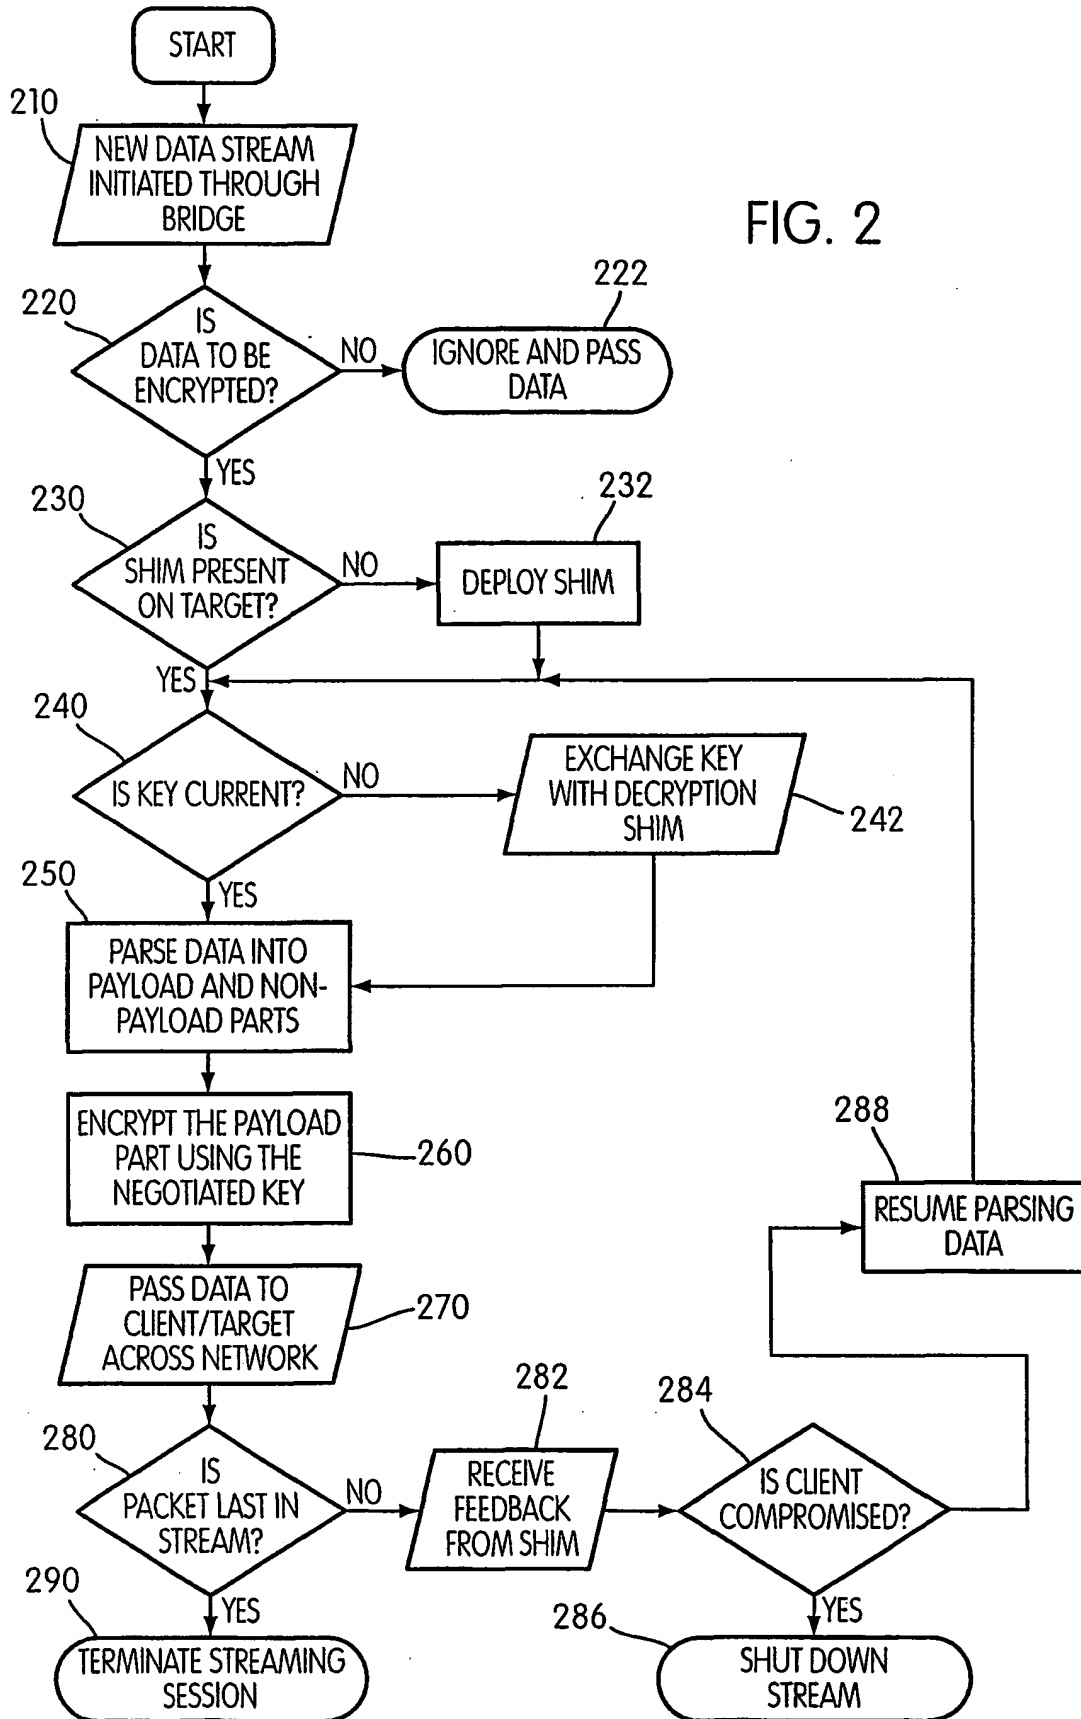 START
210
NEW DATA STREAM
INITIATED THROUGH
BRIDGE
FIG. 2
220
IS
DATA TO BE
ENCRYPTED?
NO
222
IGNORE AND PASS
DATA
YES
230
IS
SHIM PRESENT
ON TARGET?
NO
232
DEPLOY SHIM
YES
240
IS KEY CURRENT?
NO
EXCHANGE KEY
WITH DECRYPTION
SHIM
242
YES
250
PARSE DATA INTO
PAYLOAD AND NON-
PAYLOAD PARTS
ENCRYPT THE PAYLOAD
PART USING THE
NEGOTIATED KEY
260
288
RESUME PARSING
DATA
PASS DATA TO
CLIENT/TARGET
ACROSS NETWORK
270
280
IS
PACKET LAST IN
STREAM?
NO
282
RECEIVE
FEEDBACK
FROM SHIM
284
IS CLIENT
COMPROMISED?
YES
290
TERMINATE STREAMING
SESSION
YES
286
SHUT DOWN
STREAM